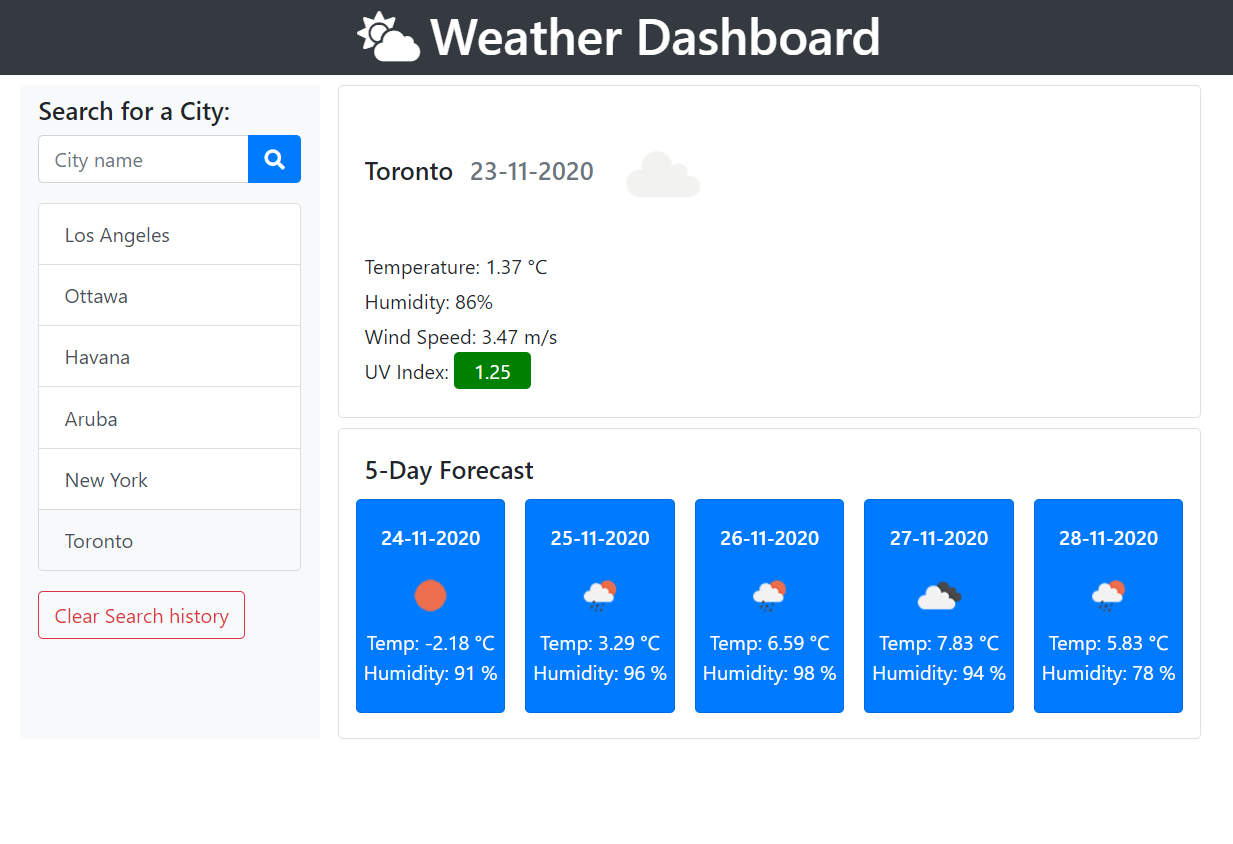 Weather Dashboard
Search for a City:
City name
Los Angeles
Ottawa
Havana
Aruba
New York
Toronto
Clear Search history
Toronto 23-11-2020
Temperature: 1.37 °C
Humidity: 86%
Wind Speed: 3.47 m/s
UV Index: 1.25
5-Day Forecast
24-11-2020
Temp: -2.18 °C
Humidity: 91 %
25-11-2020
Temp: 3.29 °C
Humidity: 96 %
26-11-2020
Temp: 6.59 °C
Humidity: 98 %
27-11-2020
Temp: 7.83 °C
Humidity: 94 %
28-11-2020
Temp: 5.83 °C
Humidity: 78 %